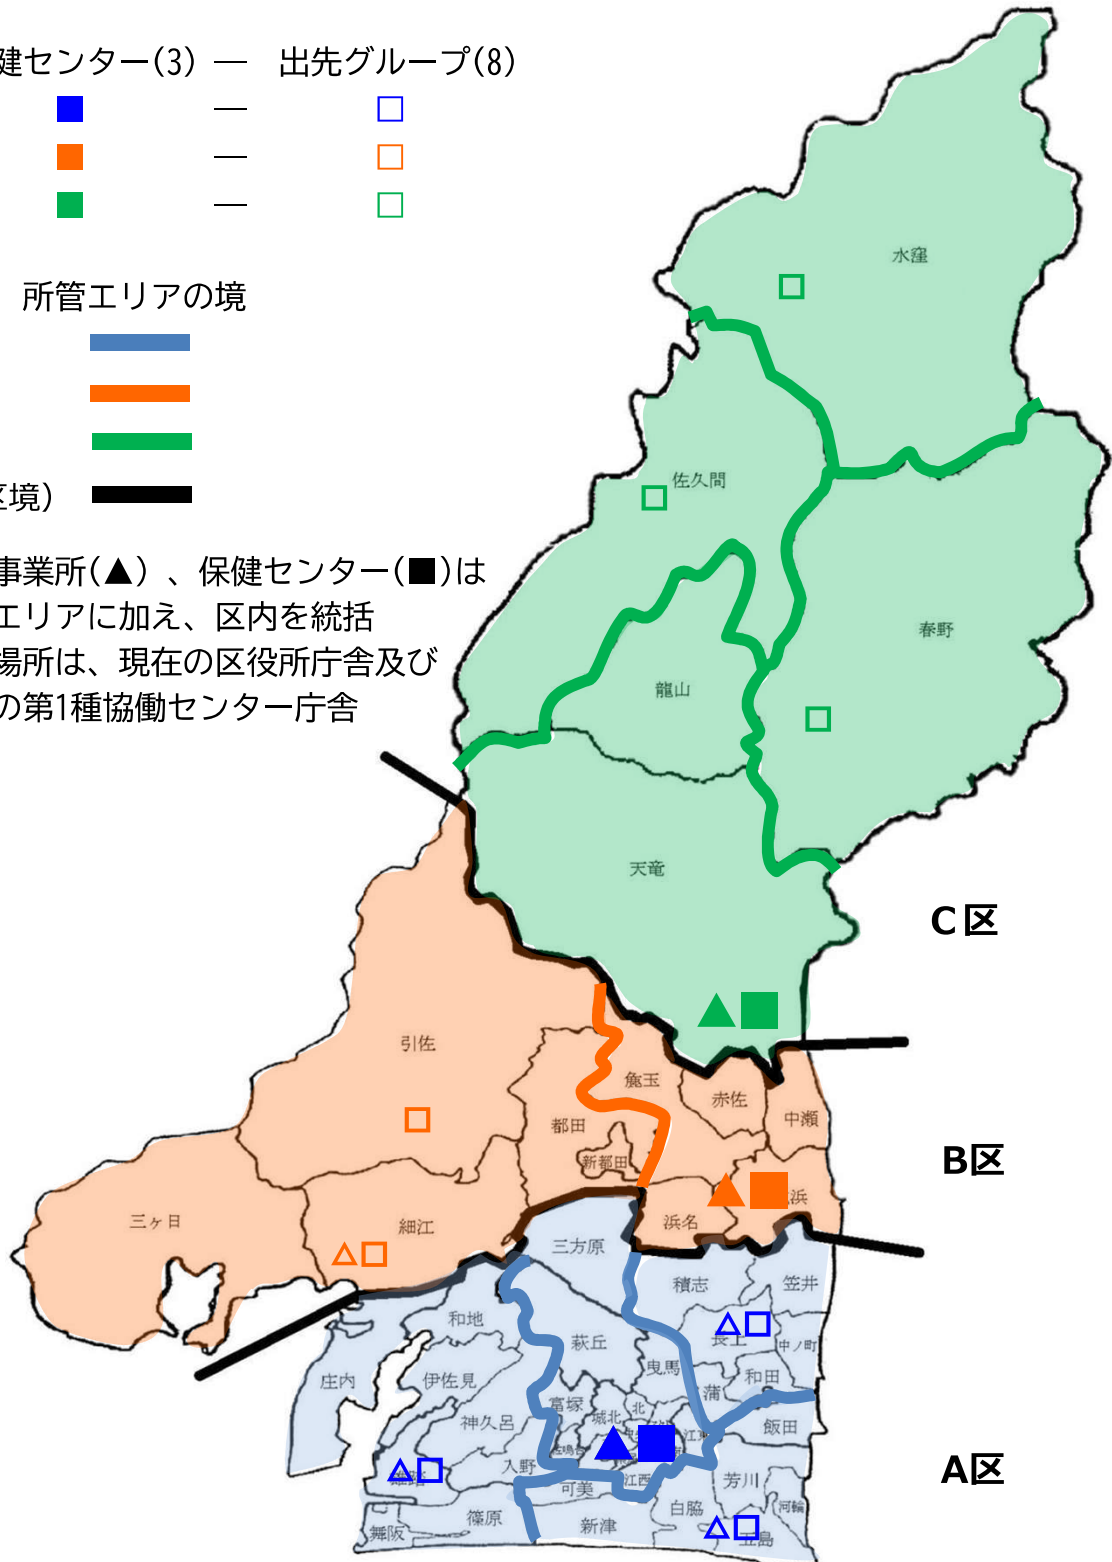 健センター(3) ― 出先グループ(8)
■ ― □
■ ― □
■ ― □
所管エリアの境
区境)
事業所(▲)、保健センター(■)は
エリアに加え、区内を統括
場所は、現在の区役所庁舎及び
の第1種協働センター庁舎
水窪
佐久間
春野
龍山
天竜
C区
引佐
麁玉
赤佐
中瀬
都田
新都田
B区
三ヶ日
細江
浜名
浜
三方原
積志
笠井
和地
萩丘
長上
中ノ町
曳馬
庄内
伊佐見
和田
蒲
富塚
城北
北
神久呂
江東
飯田
入野
A区
可美
江西
芳川
白脇
河輪
篠原
新津
舞阪
五島